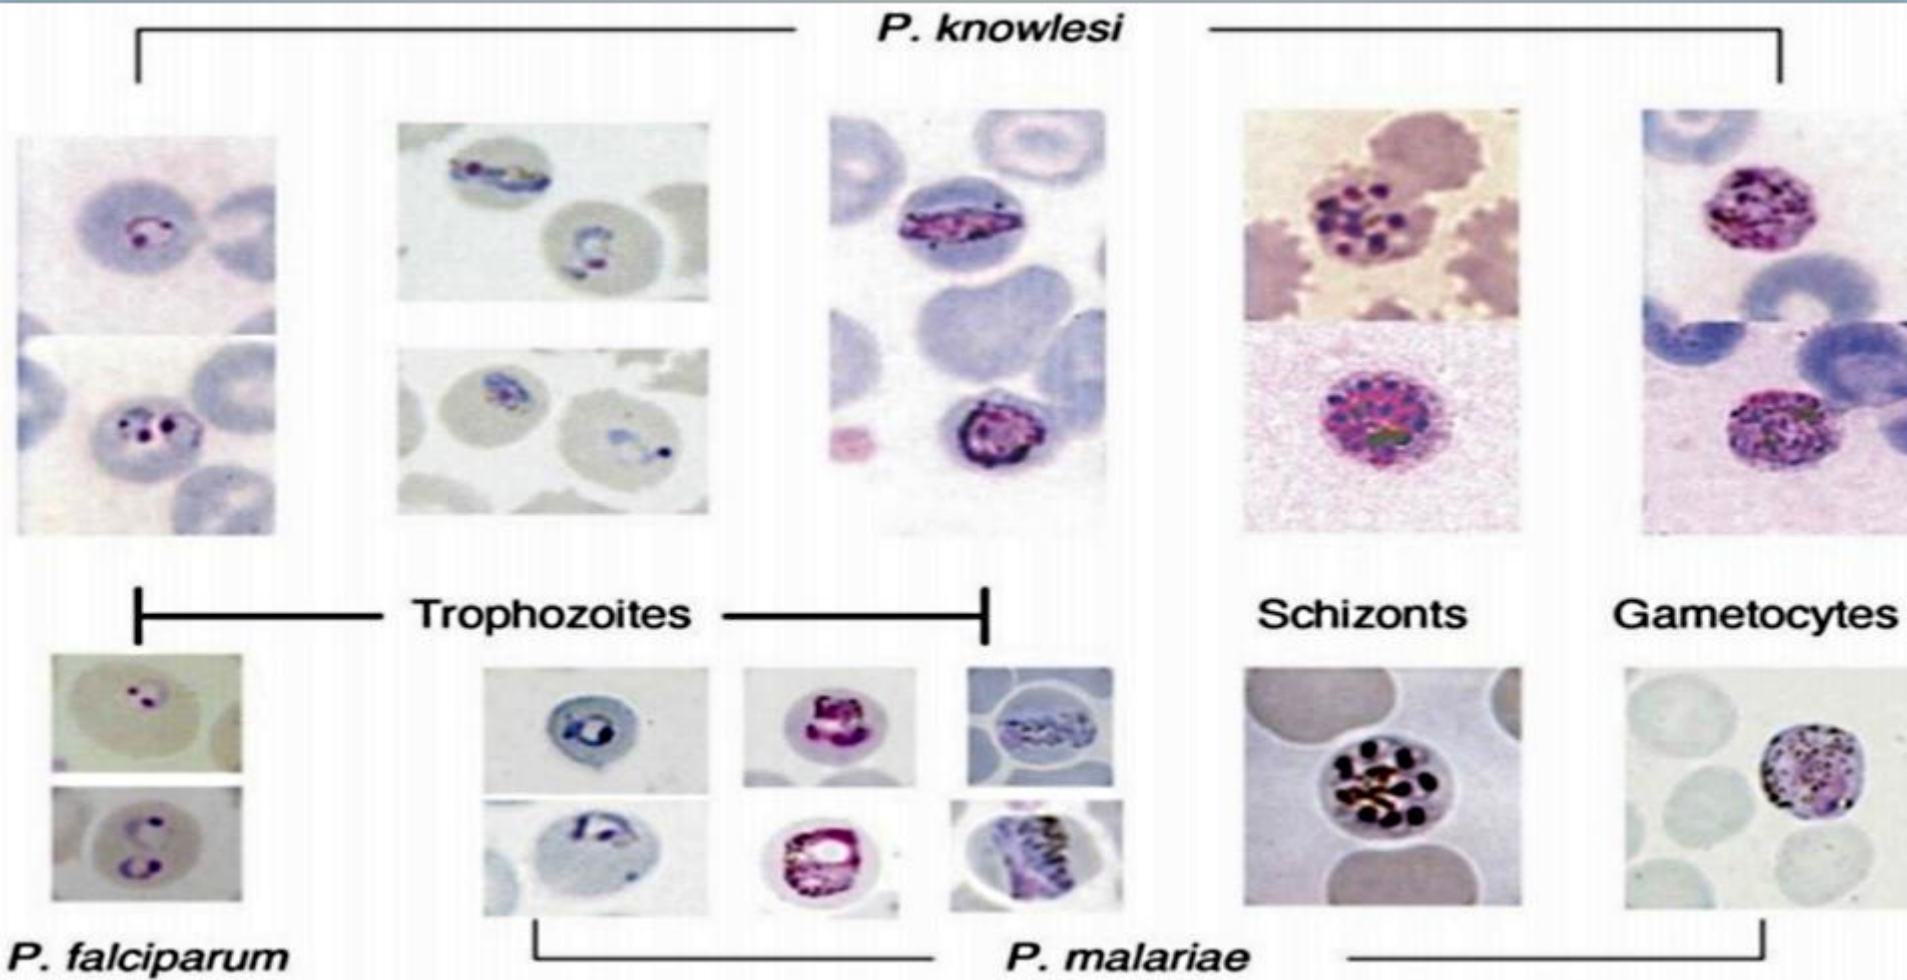 P. knowlesi
Trophozoites
Schizonts
Gametocytes
P. falciparum
P. malariae